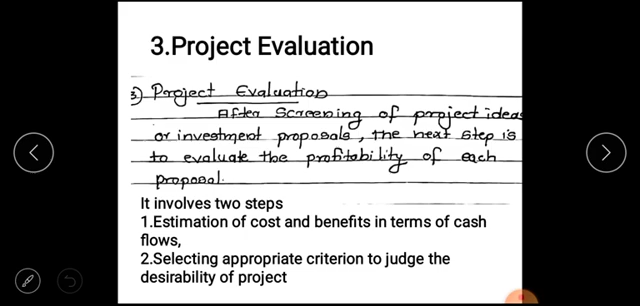 3.Project Evaluation
3) Project Evaluation
After screening of project ideas
or investment proposals, the next step is
to evaluate the profitability of each
proposal.
It involves two steps
1.Estimation of cost and benefits in terms of cash
flows,
2.Selecting appropriate criterion to judge the
desirability of project